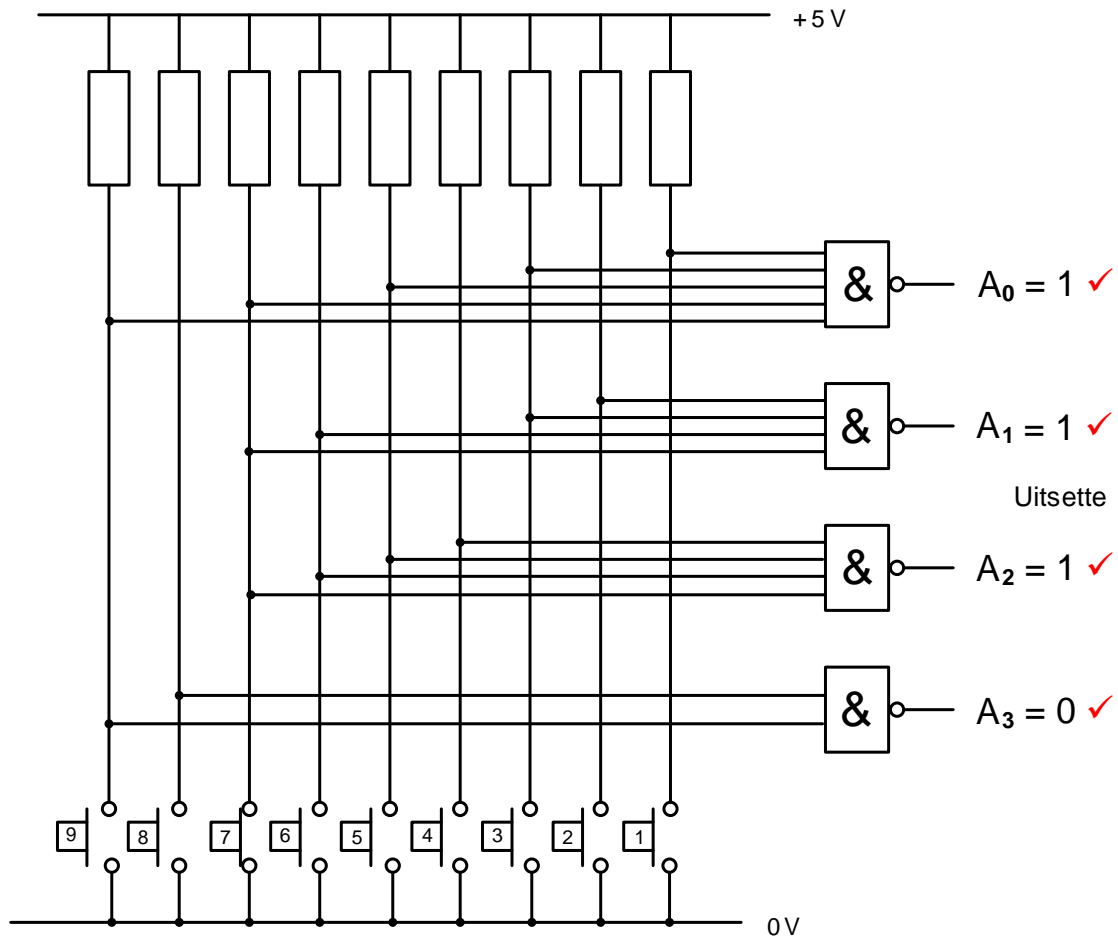 +5 V
& A0 = 1 ✓
& A1 = 1 ✓
Uitsette
& A2 = 1 ✓
& A3 = 0 ✓
9 8 7 6 5 4 3 2 1
0 V